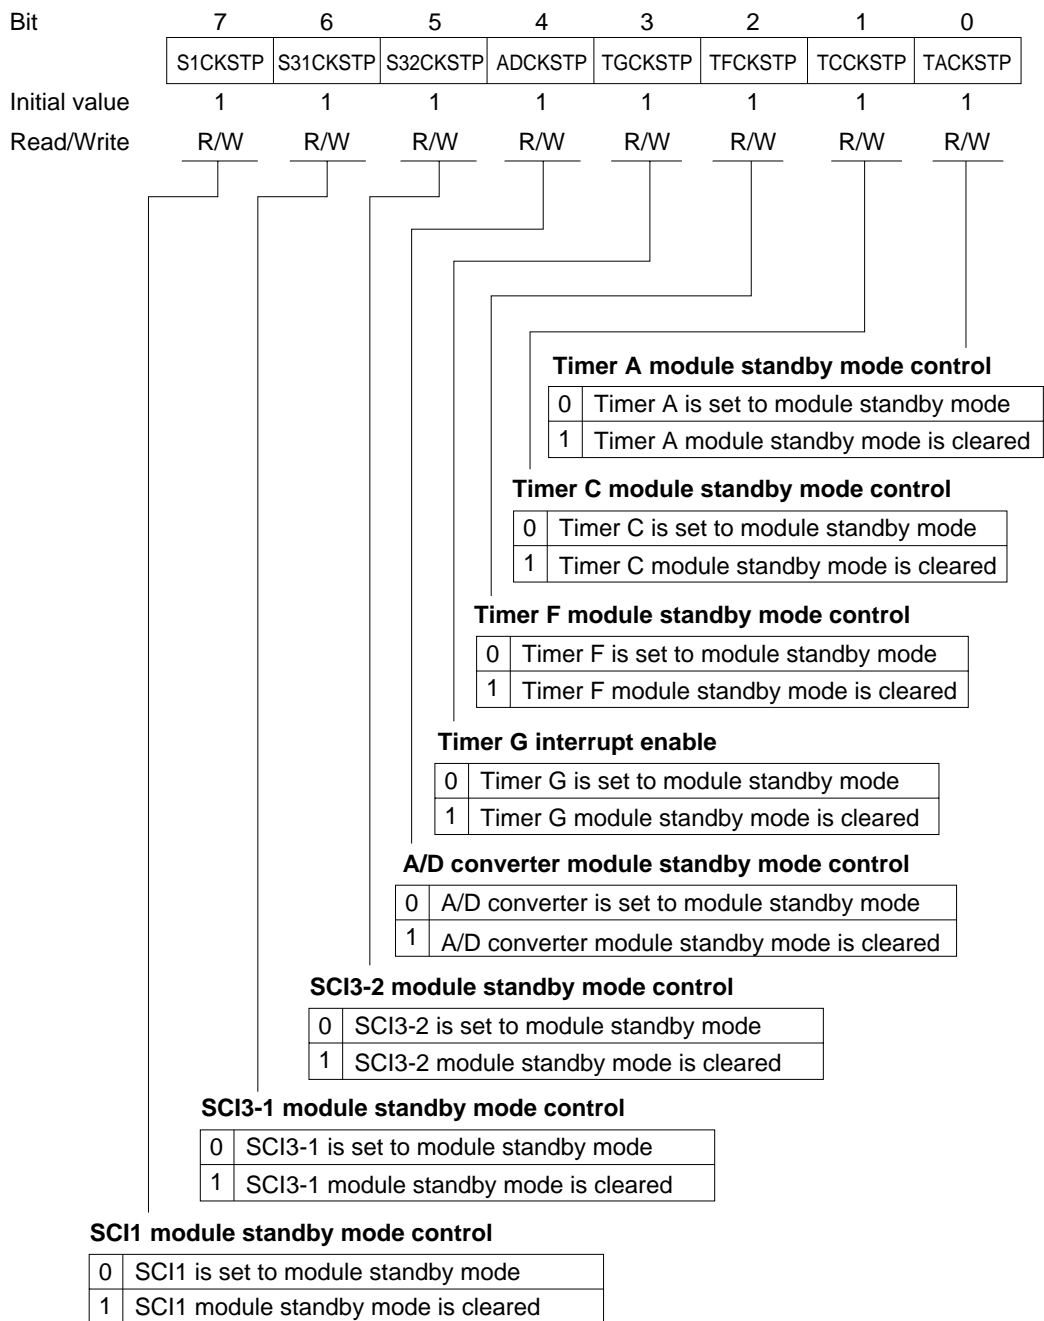 Bit 7 6 5 4 3 2 1 0
S1CKSTP S31CKSTP S32CKSTP ADCKSTP TGCKSTP TFCKSTP TCCKSTP TACKSTP
Initial value 1 1 1 1 1 1 1 1
Read/Write R/W R/W R/W R/W R/W R/W R/W R/W
Timer A module standby mode control
0 Timer A is set to module standby mode
1 Timer A module standby mode is cleared
Timer C module standby mode control
0 Timer C is set to module standby mode
1 Timer C module standby mode is cleared
Timer F module standby mode control
0 Timer F is set to module standby mode
1 Timer F module standby mode is cleared
Timer G interrupt enable
0 Timer G is set to module standby mode
1 Timer G module standby mode is cleared
A/D converter module standby mode control
0 A/D converter is set to module standby mode
1 A/D converter module standby mode is cleared
SCI3-2 module standby mode control
0 SCI3-2 is set to module standby mode
1 SCI3-2 module standby mode is cleared
SCI3-1 module standby mode control
0 SCI3-1 is set to module standby mode
1 SCI3-1 module standby mode is cleared
SCI1 module standby mode control
0 SCI1 is set to module standby mode
1 SCI1 module standby mode is cleared